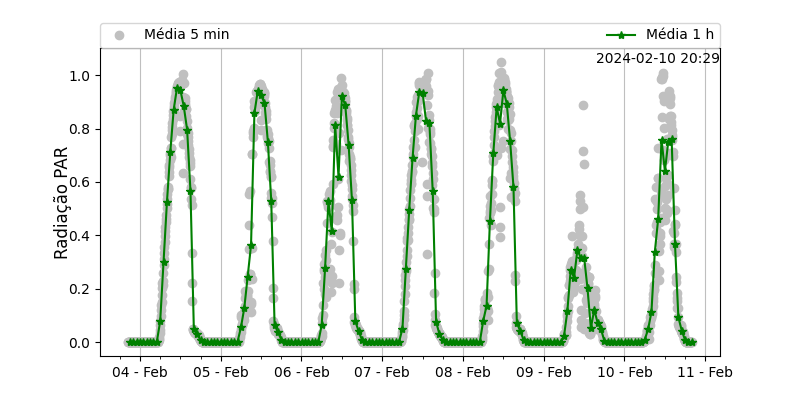 Média 5 min
Média 1 h
2024-02-10 20:29
Radiação PAR
1.0
0.8
0.6
0.4
0.2
0.0
04 - Feb
05 - Feb
06 - Feb
07 - Feb
08 - Feb
09 - Feb
10 - Feb
11 - Feb